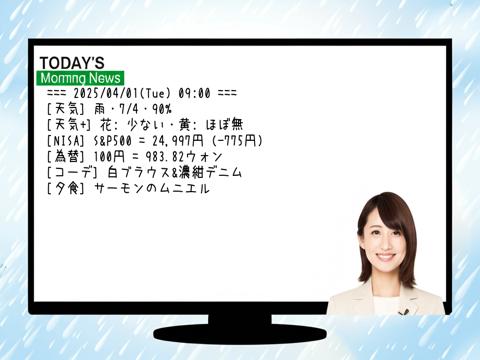 TODAY'S
Morning News
=== 2025/04/01(Tue) 09:00 ===
[天気] 雨・7/4・90%
[天気+] 花: 少ない・黄: ほぼ無
[NISA] S&P500 = 24,997円 (-775円)
[為替] 100円 = 983.82ウォン
[コーデ] 白ブラウス&濃紺デニム
[夕食] サーモンのムニエル